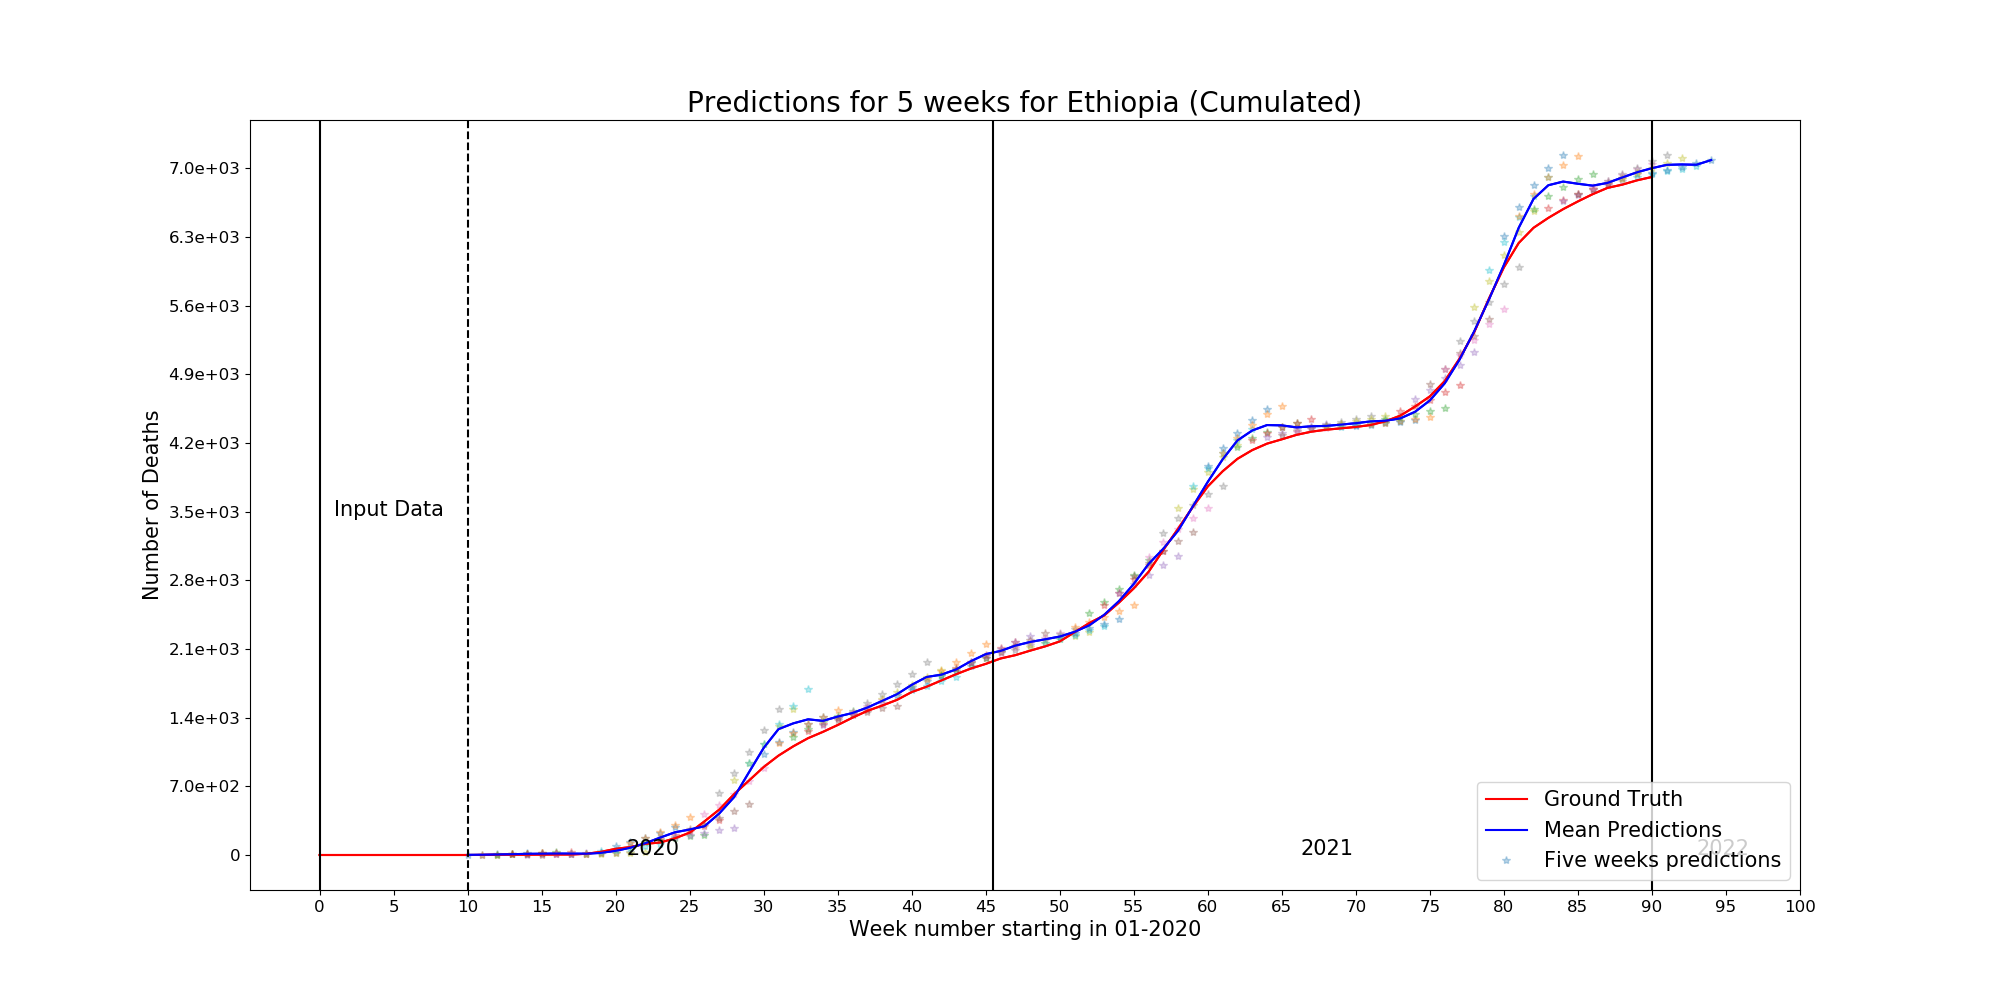 Predictions for 5 weeks for Ethiopia (Cumulated)
7.0e+03
6.3e+03
5.6e+03
4.9e+03
4.2e+03
3.5e+03
2.8e+03
2.1e+03
1.4e+03
7.0e+02
0
Number of Deaths
Input Data
2020
2021
2022
Ground Truth
Mean Predictions
Five weeks predictions
0 5 10 15 20 25 30 35 40 45 50 55 60 65 70 75 80 85 90 95 100
Week number starting in 01-2020